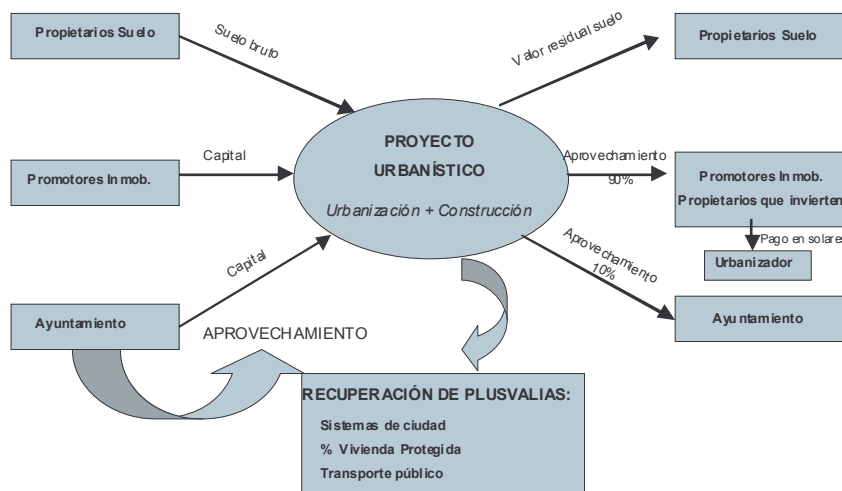 Propietarios Suelo
Suelo bruto
Valor residual suelo
Propietarios Suelo
PROYECTO
URBANÍSTICO
Urbanización + Construcción
Promotores Inmob.
Capital
Aprovechamiento
90%
Promotores Inmob.
Propietarios que invierten
Pago en solares
Urbanizador
Capital
Aprovechamiento
10%
Ayuntamiento
Ayuntamiento
APROVECHAMIENTO
RECUPERACIÓN DE PLUSVALIAS:
Sistemas de ciudad
% Vivienda Protegida
Transporte público